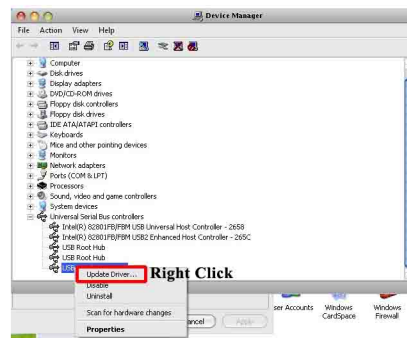 Device Manager
File Action View Help
Computer
Disk drives
Display adapters
DVD/CD-ROM drives
Floppy disk controllers
Floppy disk drives
IDE ATA/ATAPI controllers
Keyboards
Mice and other pointing devices
Monitors
Network adapters
Ports (COM & LPT)
Processors
Sound, video and game controllers
System devices
Universal Serial Bus controllers
Intel(R) 82801FB/FBM USB Universal Host Controller - 2658
Intel(R) 82801FB/FBM USB2 Enhanced Host Controller - 265C
USB Root Hub
USB Root Hub
USB
Update Driver... Right Click
Disable
Uninstall
Scan for hardware changes
Properties
ancel Apply
ser Accounts Windows CardSpace Windows Firewall